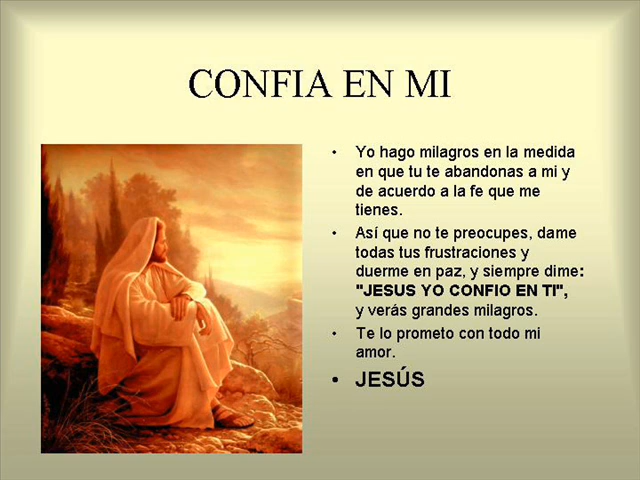 CONFIA EN MI
• Yo hago milagros en la medida
en que tu te abandonas a mi y
de acuerdo a la fe que me
tienes.
• Así que no te preocupes, dame
todas tus frustraciones y
duerme en paz, y siempre dime:
"JESUS YO CONFIO EN TI",
y verás grandes milagros.
• Te lo prometo con todo mi
amor.
• JESÚS